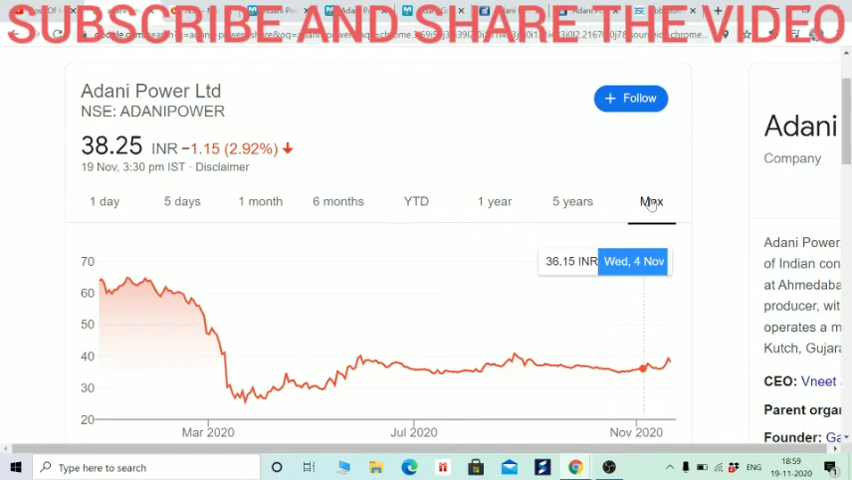 SUBSCRIBE AND SHARE THE VIDEO
Adani Power Ltd
NSE: ADANIPOWER
+ Follow
38.25 INR −1.15 (2.92%)
19 Nov, 3:30 pm IST · Disclaimer
1 day 5 days 1 month 6 months YTD 1 year 5 years Max
36.15 INR Wed, 4 Nov
70
60
50
40
30
20
Mar 2020 Jul 2020 Nov 2020
Adani
Company
Adani Power
of Indian con
at Ahmedaba
producer, wit
operates a m
Kutch, Gujara
CEO: Vneet
Parent organ
Founder: Ga
Type here to search
ENG
18:59
19-11-2020